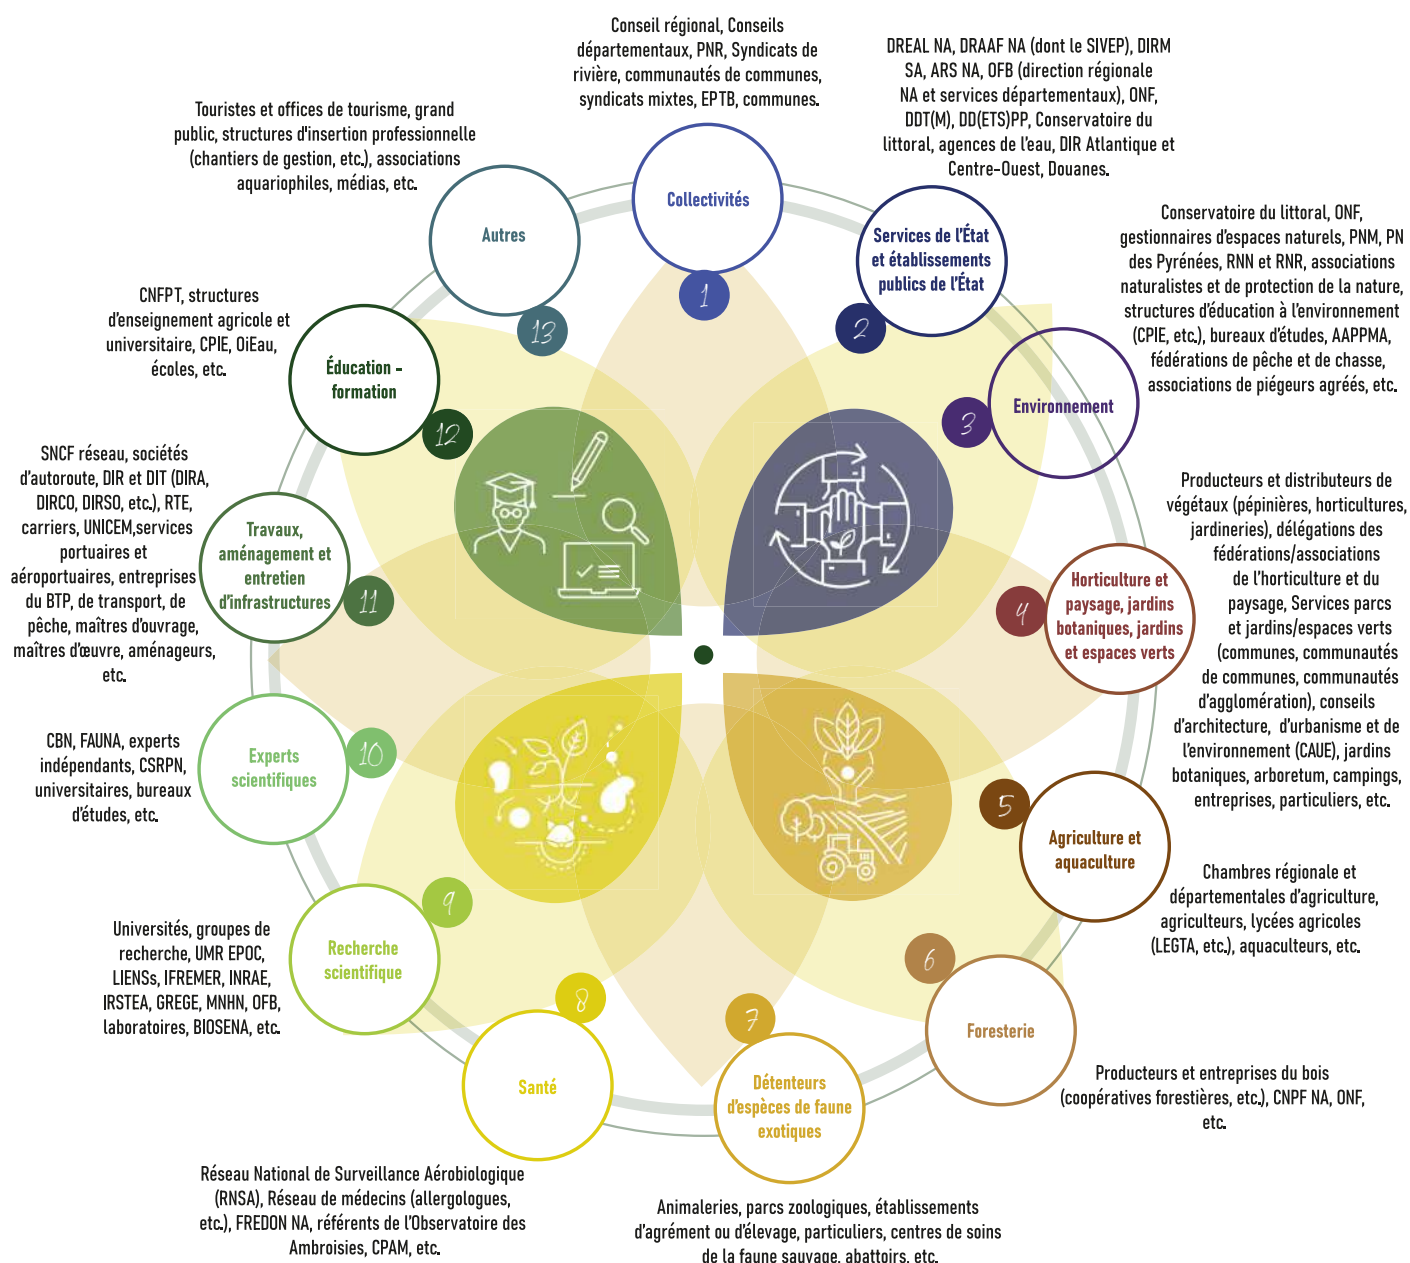 Conseil régional, Conseils
départementaux, PNR, Syndicats de
rivière, communautés de communes,
syndicats mixtes, EPTB, communes.
Collectivités
1
DREAL NA, DRAAF NA (dont le SIVEP), DIRM
SA, ARS NA, OFB (direction régionale
NA et services départementaux), ONF,
DDT(M), DD(ETS)PP, Conservatoire du
littoral, agences de l'eau, DIR Atlantique et
Centre-Ouest, Douanes.
Services de l'État
et établissements
publics de l'État
2
Conservatoire du littoral, ONF,
gestionnaires d'espaces naturels, PNM, PN
des Pyrénées, RNN et RNR, associations
naturalistes et de protection de la nature,
structures d'éducation à l'environnement
(CPIE, etc.), bureaux d'études, AAPPMA,
fédérations de pêche et de chasse,
associations de piégeurs agréés, etc.
Environnement
3
Producteurs et distributeurs de
végétaux (pépinières, horticultures,
jardineries), délégations des
fédérations/associations
de l'horticulture et du
paysage, Services parcs
et jardins/espaces verts
(communes, communautés
de communes, communautés
d'agglomération), conseils
d'architecture, d'urbanisme et de
l'environnement (CAUE), jardins
botaniques, arboretum, campings,
entreprises, particuliers, etc.
Horticulture et
paysage, jardins
botaniques, jardins
et espaces verts
4
Agriculture et
aquaculture
5
Chambres régionale et
départementales d'agriculture,
agriculteurs, lycées agricoles
(LEGTA, etc.), aquaculteurs, etc.
Foresterie
6
Producteurs et entreprises du bois
(coopératives forestières, etc.), CNPF NA, ONF,
etc.
Détenteurs
d'espèces de faune
exotiques
7
Animaleries, parcs zoologiques, établissements
d'agrément ou d'élevage, particuliers, centres de soins
de la faune sauvage, abattoirs, etc.
Santé
8
Réseau National de Surveillance Aérobiologique
(RNSA), Réseau de médecins (allergologues,
etc.), FREDON NA, référents de l'Observatoire des
Ambroisies, CPAM, etc.
Recherche
scientifique
9
Universités, groupes de
recherche, UMR EPOC,
LIENSs, IFREMER, INRAE,
IRSTEA, GREGE, MNHN, OFB,
laboratoires, BIOSENA, etc.
Experts
scientifiques
10
CBN, FAUNA, experts
indépendants, CSRPN,
universitaires, bureaux
d'études, etc.
Travaux,
aménagement et
entretien
d'infrastructures
11
SNCF réseau, sociétés
d'autoroute, DIR et DIT (DIRA,
DIRCO, DIRSO, etc.), RTE,
carriers, UNICEM,services
portuaires et
aéroportuaires, entreprises
du BTP, de transport, de
pêche, maîtres d'ouvrage,
maîtres d'œuvre, aménageurs,
etc.
Éducation -
formation
12
CNFPT, structures
d'enseignement agricole et
universitaire, CPIE, OiEau,
écoles, etc.
Autres
13
Touristes et offices de tourisme, grand
public, structures d'insertion professionnelle
(chantiers de gestion, etc.), associations
aquariophiles, médias, etc.